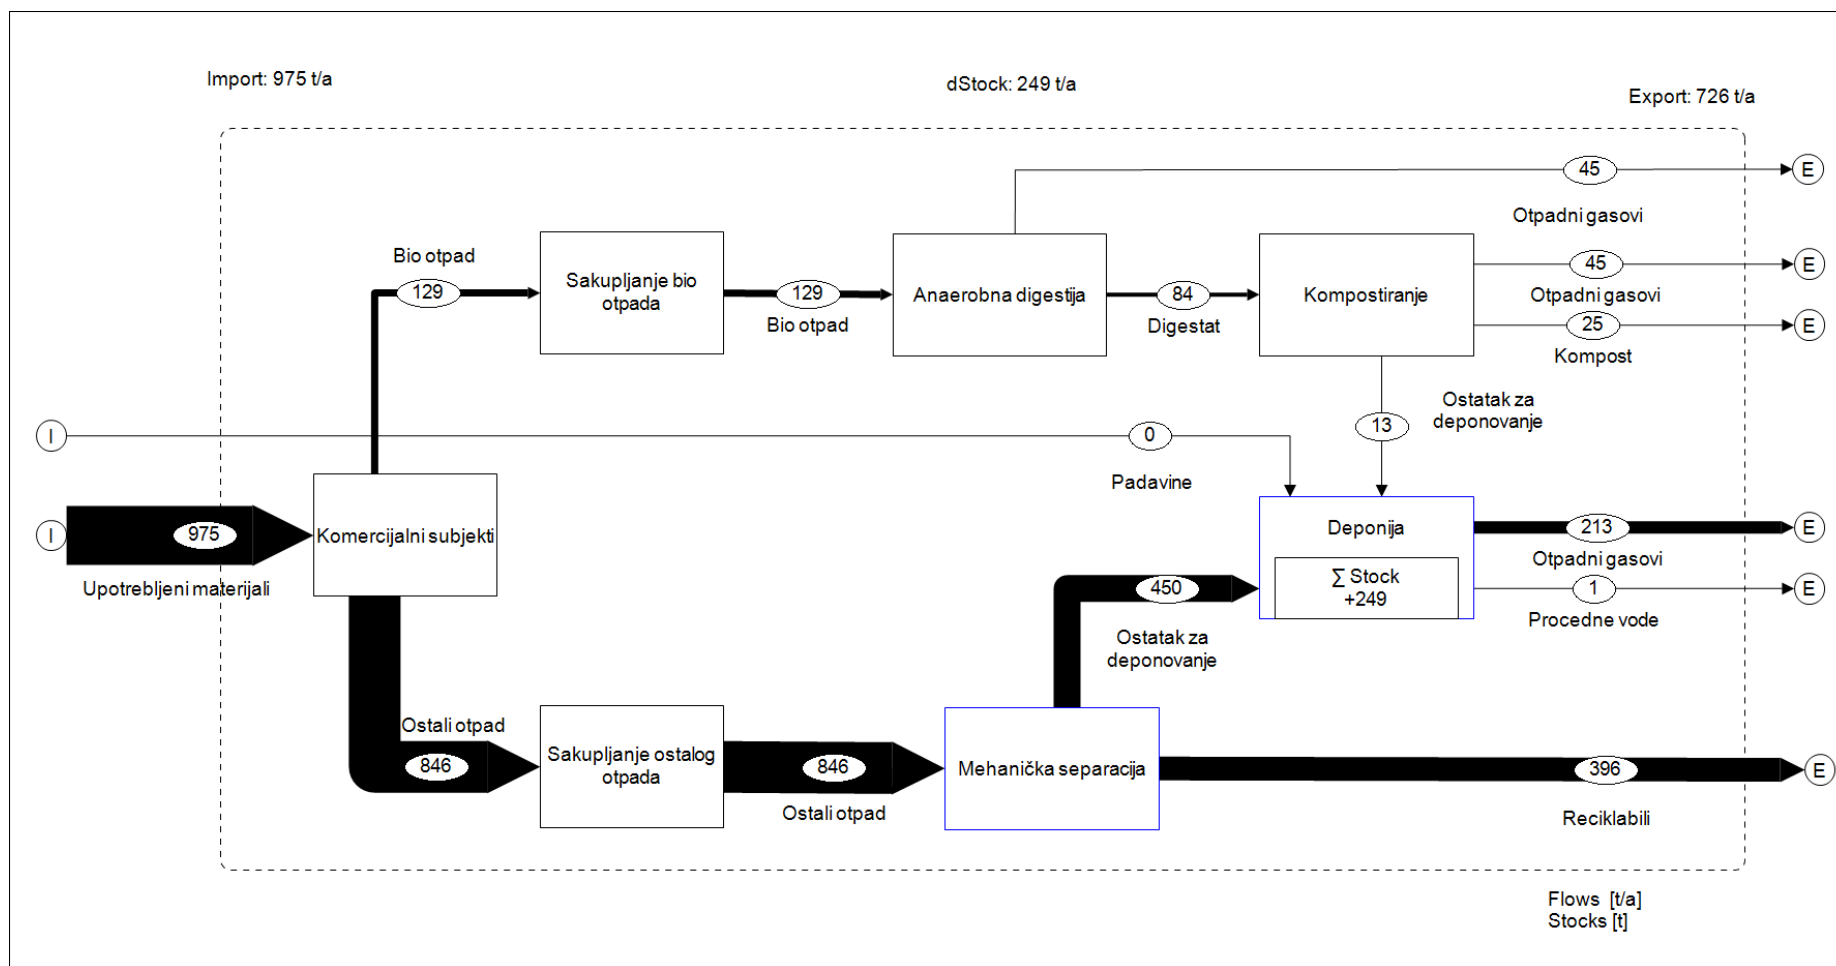 Import: 975 t/a
dStock: 249 t/a
Export: 726 t/a
45
E
Otpadni gasovi
Bio otpad
129
Sakupljanje bio
otpada
129
Bio otpad
Anaerobna digestija
84
Digestat
Kompostiranje
45
E
Otpadni gasovi
25
E
Kompost
Ostatak za
deponovanje
13
I
0
Padavine
I
975
Upotrebljeni materijali
Komercijalni subjekti
Deponija
∑ Stock
+249
213
E
Otpadni gasovi
1
E
Procedne vode
450
Ostatak za
deponovanje
Ostali otpad
846
Sakupljanje ostalog
otpada
846
Ostali otpad
Mehanička separacija
396
E
Reciklabili
Flows [t/a]
Stocks [t]